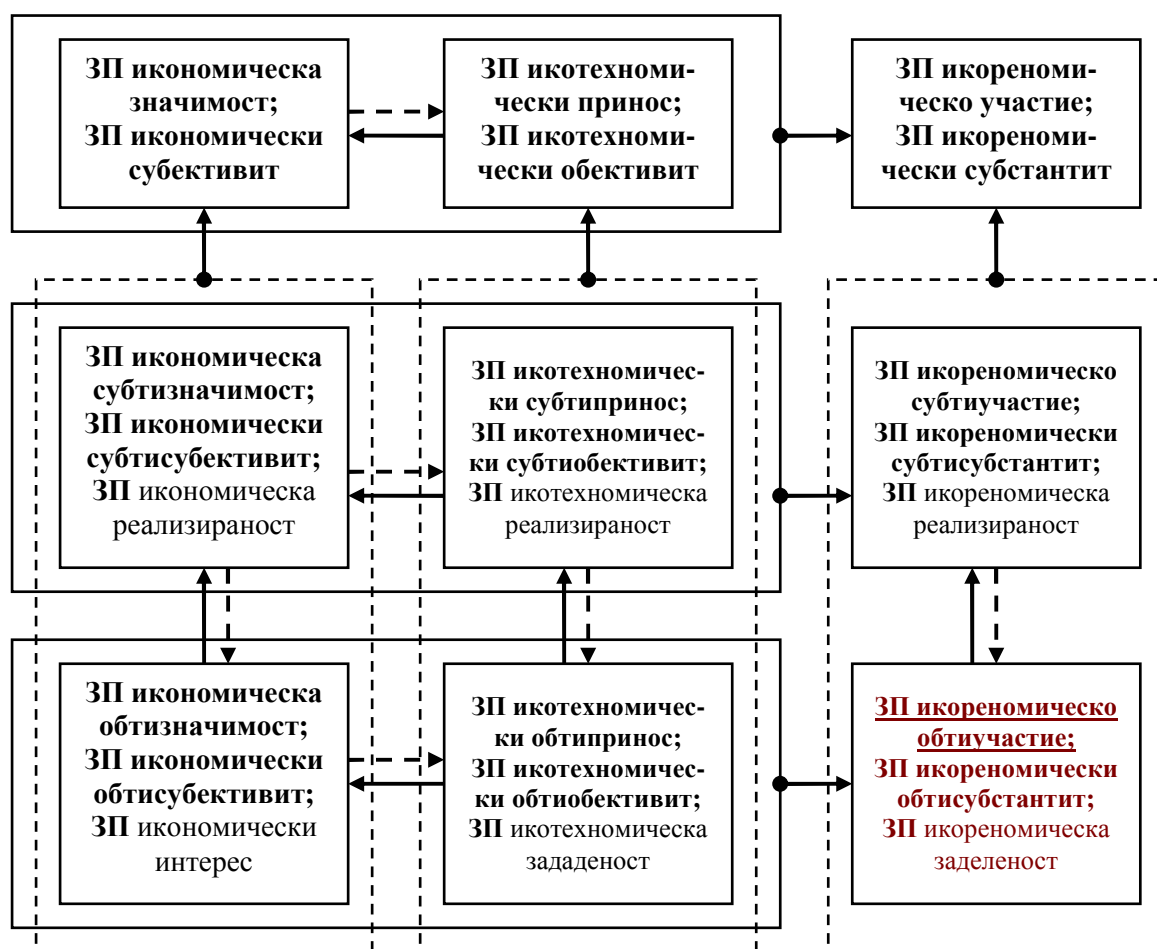 ЗП икономическа
значимост;
ЗП икономически
субективит
ЗП икотехноми-
чески принос;
ЗП икотехноми-
чески обективит
ЗП икореноми-
ческо участие;
ЗП икореноми-
чески субстантит
ЗП икономическа
субтизначимост;
ЗП икономически
субтисубективит;
ЗП икономическа
реализираност
ЗП икотехномичес-
ки субтипринос;
ЗП икотехномичес-
ки субтиобективит;
ЗП икотехномическа
реализираност
ЗП икореномическо
субтиучастие;
ЗП икореномически
субтисубстантит;
ЗП икореномическа
реализираност
ЗП икономическа
обтизначимост;
ЗП икономически
обтисубективит;
ЗП икономически
интерес
ЗП икотехномичес-
ки обтипринос;
ЗП икотехномичес-
ки обтиобективит;
ЗП икотехномическа
зададеност
ЗП икореномическо
обтиучастие;
ЗП икореномически
обтисубстантит;
ЗП икореномическа
заделеност